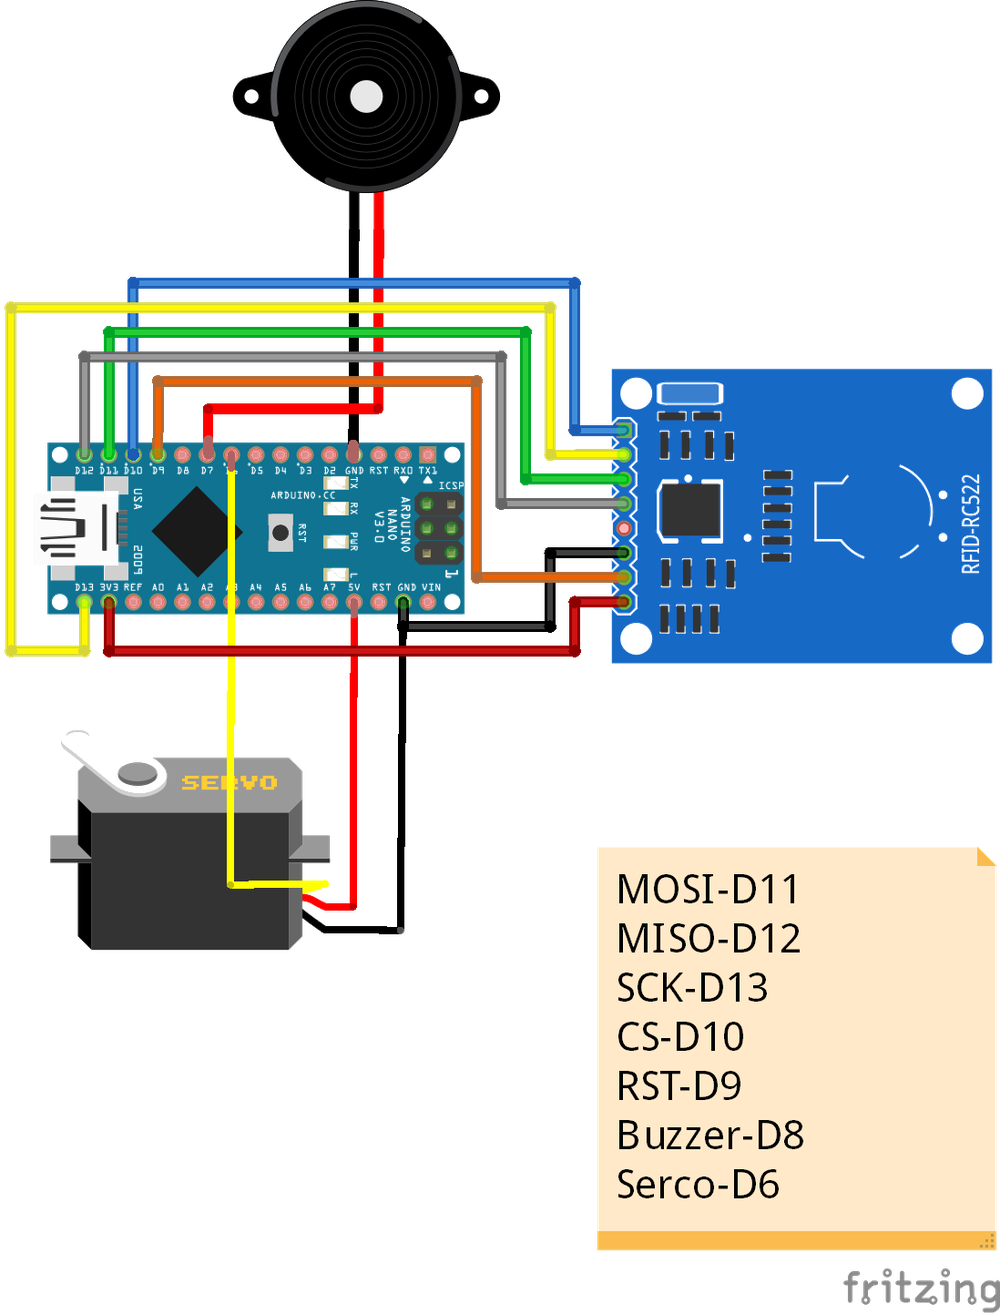 D12 D11 D10 D9 D8 D7 D5 D4 D3 D2 GND RST RX0 TX1
USA
TX
ICSP
ARDUINO.CC
RX
ARDUINO
NANO
V3.0
RST
PWR
2009
L
1
D13 3V3 REF A0 A1 A2 A3 A4 A5 A6 A7 5V RST GND VIN
RFID-RC522
SERVO
MOSI-D11
MISO-D12
SCK-D13
CS-D10
RST-D9
Buzzer-D8
Serco-D6
fritzing